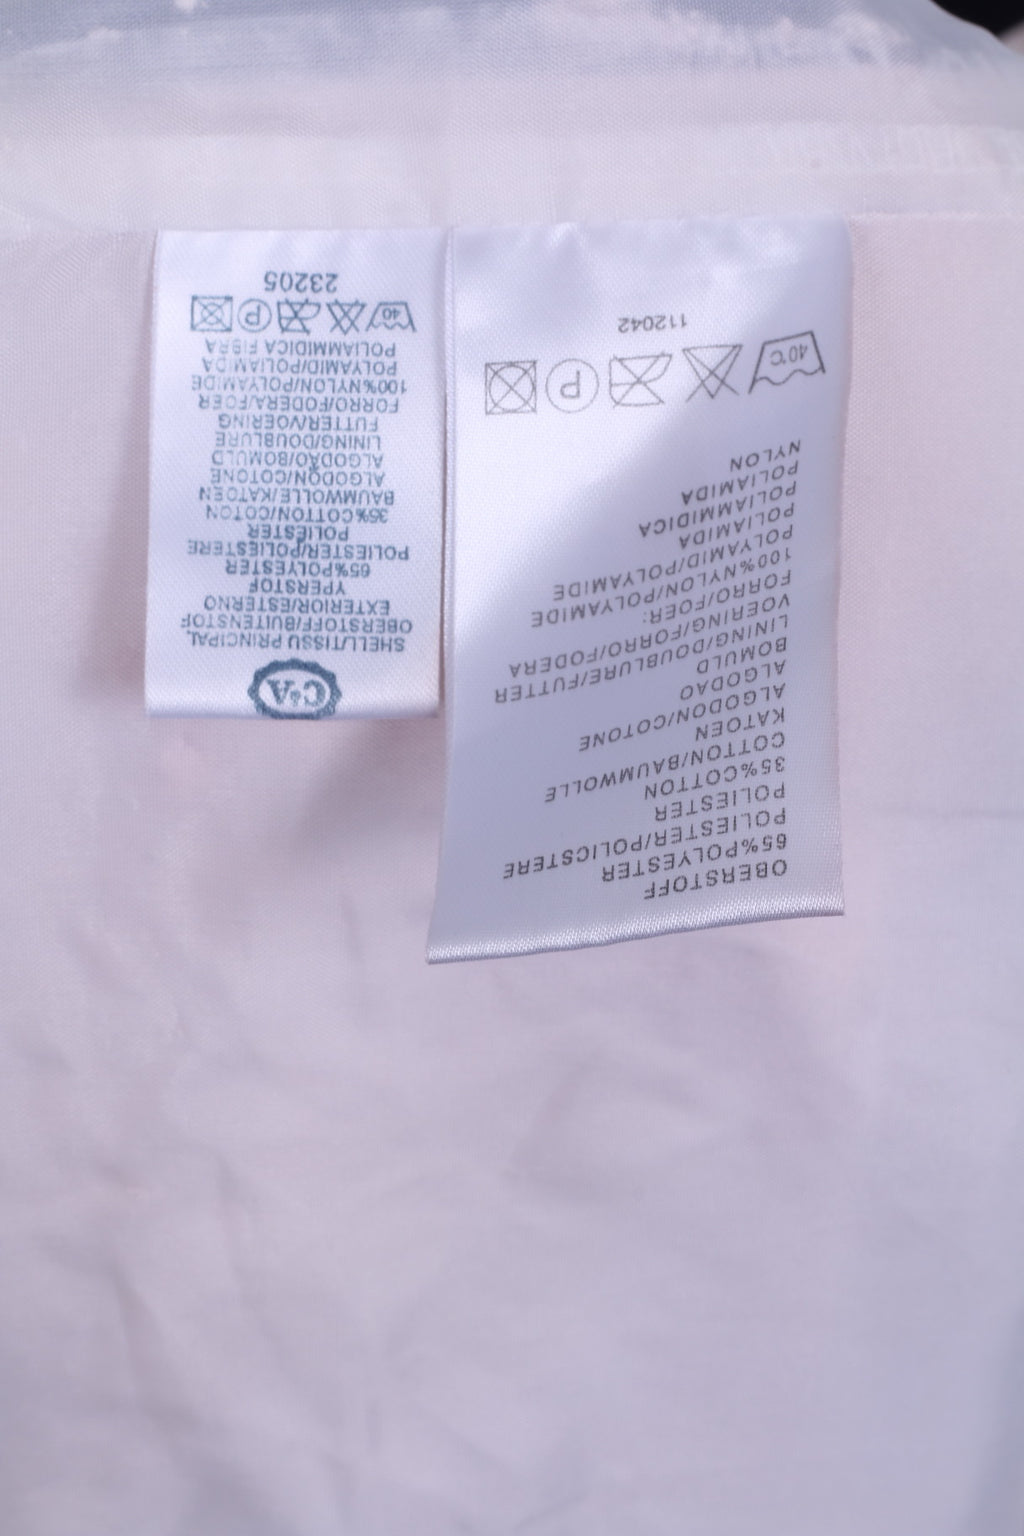 C&A
SHELL/TISSU PRINCIPAL
OBERSTOFF/BUITENSTOF
EXTERIOR/ESTERNO
YPERSTOF
65%POLYESTER
POLIESTER/POLIESTERE
POLIESTER
35%COTTON/COTON
BAUMWOLLE/KATOEN
ALGODON/COTONE
ALGODAO/BOMULD
LINING/DOUBLURE
FUTTER/VOERING
FORRO/FODERA/FOER
100%NYLON/POLYAMIDE
POLYAMID/POLIAMIDA
POLIAMMIDICA FIBRA
40 P
23205
OBERSTOFF
65%POLYESTER
POLIESTER/POLICSTERE
POLIESTER
35%COTTON
COTTON/BAUMWOLLE
KATOEN
ALGODON/COTONE
ALGODAO
BOMULD
LINING/DOUBLURE/FUTTER
VOERING/FORRO/FODERA
FORRO/FOER:
100%NYLON/POLYAMIDE
POLYAMID/POLYAMIDE
POLIAMIDA
POLIAMMIDICA
POLIAMIDA
NYLON
40°C P
112042